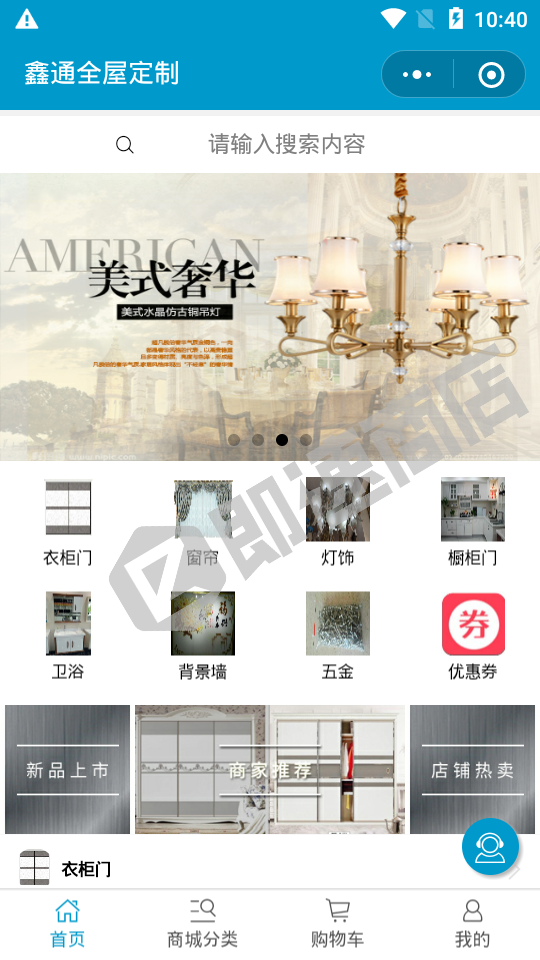 10:40
鑫通全屋定制
请输入搜索内容
AMERICAN
美式奢华
美式水晶仿古铜吊灯
即速商店
衣柜门
窗帘
灯饰
橱柜门
券
卫浴
背景墙
五金
优惠券
新品上市
商家推荐
店铺热卖
衣柜门
首页
商城分类
购物车
我的